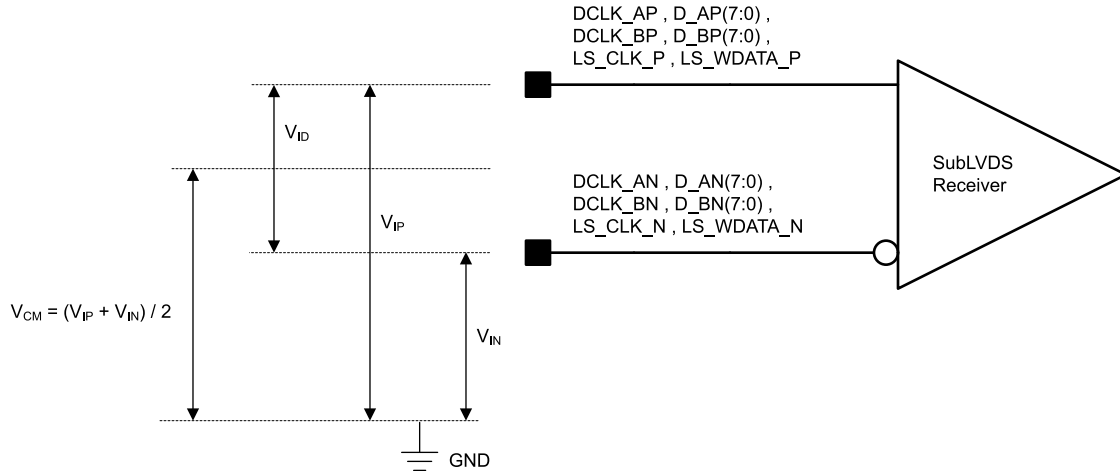 DCLK_AP , D_AP(7:0) ,
DCLK_BP , D_BP(7:0) ,
LS_CLK_P , LS_WDATA_P
VID
SubLVDS
Receiver
DCLK_AN , D_AN(7:0) ,
DCLK_BN , D_BN(7:0) ,
LS_CLK_N , LS_WDATA_N
VIP
VCM = (VIP + VIN) / 2
VIN
GND